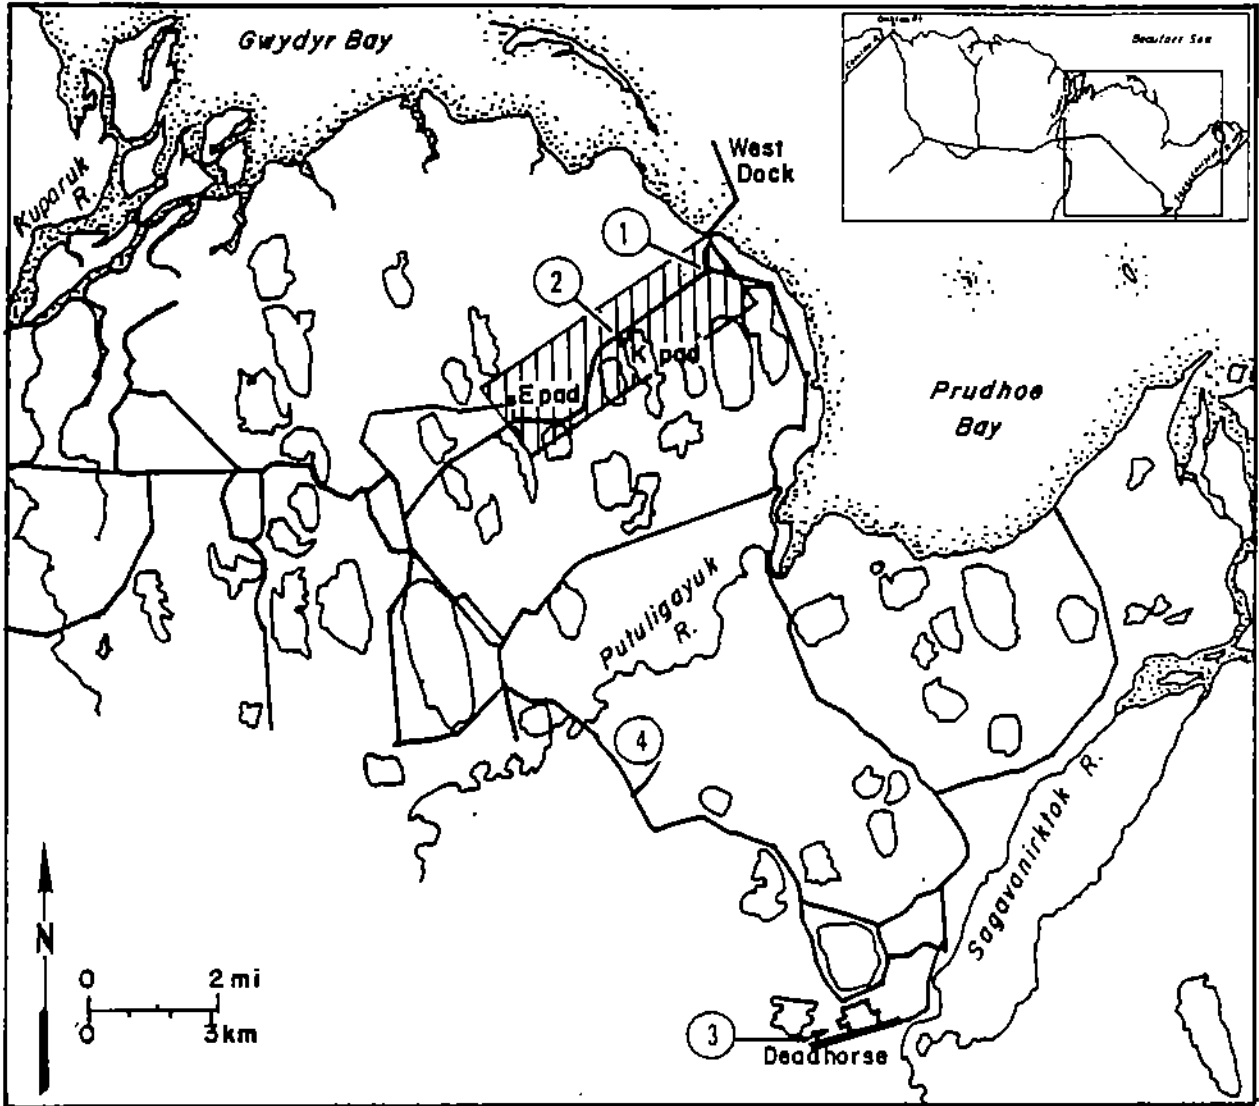 Gwydyr Bay
Beaufort Sea
Kuparuk
R.
West
Dock
1
2
K pad
E pad
Prudhoe
Bay
Putuligayuk
R.
4
Sagavanirktok R.
N
0 2 mi
0 3 km
3
Deadhorse